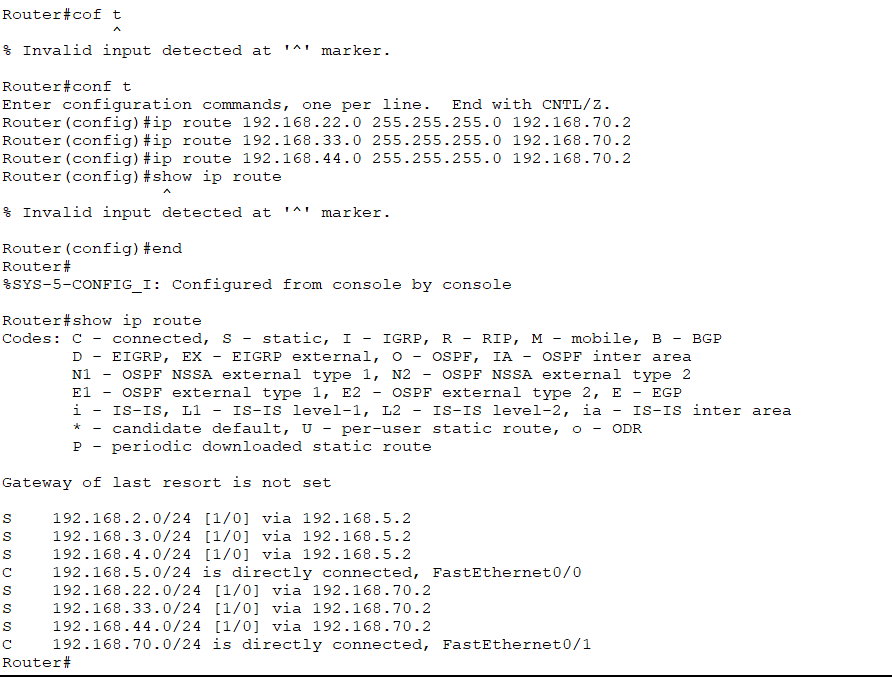 Router#cof t
^
% Invalid input detected at '^' marker.
Router#conf t
Enter configuration commands, one per line.  End with CNTL/Z.
Router(config)#ip route 192.168.22.0 255.255.255.0 192.168.70.2
Router(config)#ip route 192.168.33.0 255.255.255.0 192.168.70.2
Router(config)#ip route 192.168.44.0 255.255.255.0 192.168.70.2
Router(config)#show ip route
^
% Invalid input detected at '^' marker.
Router(config)#end
Router#
%SYS-5-CONFIG_I: Configured from console by console
Router#show ip route
Codes: C - connected, S - static, I - IGRP, R - RIP, M - mobile, B - BGP
D - EIGRP, EX - EIGRP external, O - OSPF, IA - OSPF inter area
N1 - OSPF NSSA external type 1, N2 - OSPF NSSA external type 2
E1 - OSPF external type 1, E2 - OSPF external type 2, E - EGP
i - IS-IS, L1 - IS-IS level-1, L2 - IS-IS level-2, ia - IS-IS inter area
* - candidate default, U - per-user static route, o - ODR
P - periodic downloaded static route
Gateway of last resort is not set
S    192.168.2.0/24 [1/0] via 192.168.5.2
S    192.168.3.0/24 [1/0] via 192.168.5.2
S    192.168.4.0/24 [1/0] via 192.168.5.2
C    192.168.5.0/24 is directly connected, FastEthernet0/0
S    192.168.22.0/24 [1/0] via 192.168.70.2
S    192.168.33.0/24 [1/0] via 192.168.70.2
S    192.168.44.0/24 [1/0] via 192.168.70.2
C    192.168.70.0/24 is directly connected, FastEthernet0/1
Router#